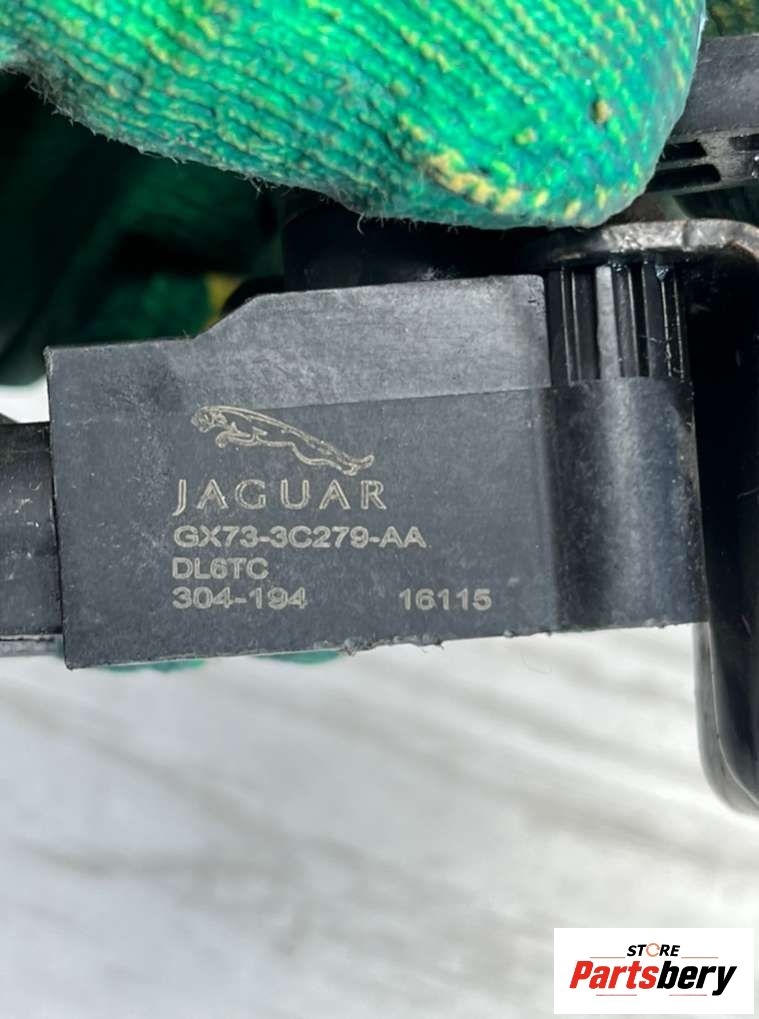 JAGUAR
GX73-3C279-AA
DL6TC
304-194 16115
STORE
Partsbery